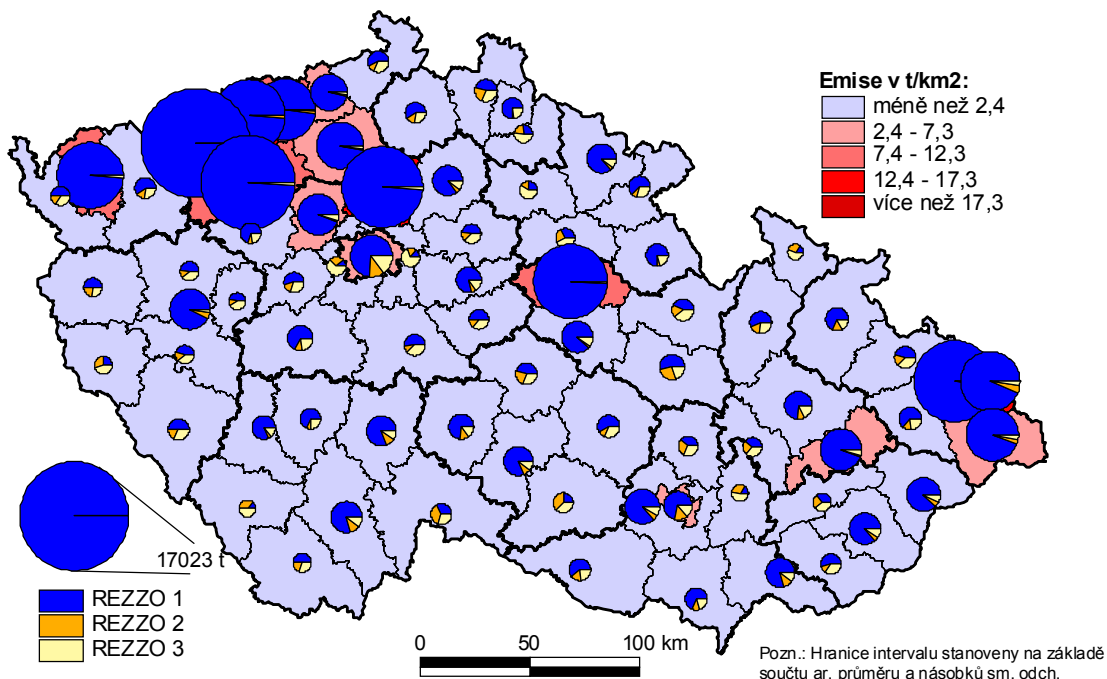 Emise v t/km2:
méně než 2,4
2,4 - 7,3
7,4 - 12,3
12,4 - 17,3
více než 17,3
17023 t
REZZO 1
REZZO 2
REZZO 3
0 50 100 km
Pozn.: Hranice intervalu stanoveny na základě
součtu ar. průměru a násobků sm. odch.